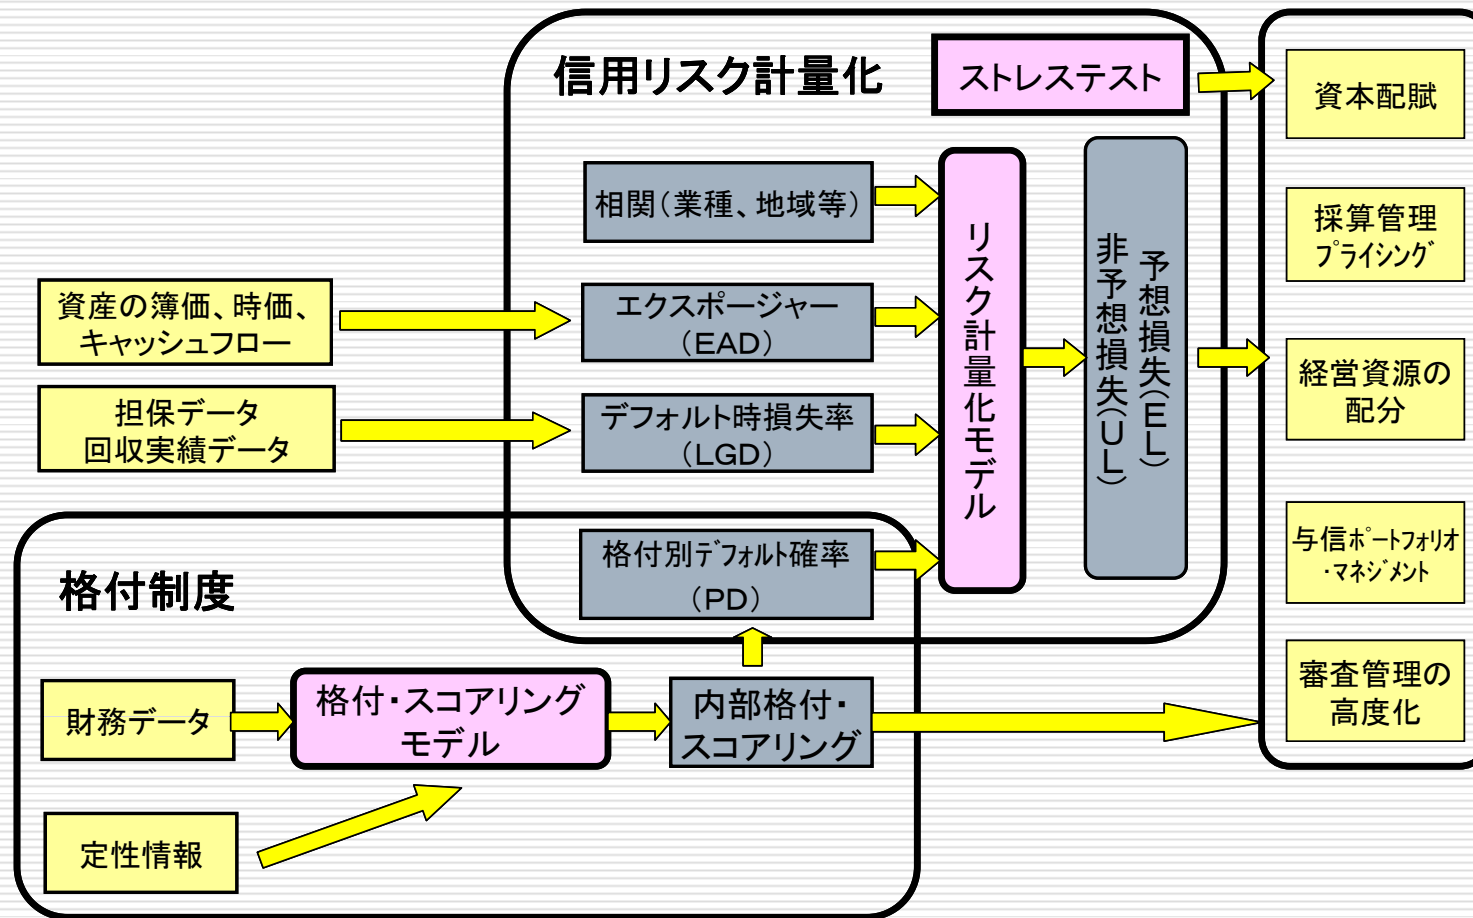 信用リスク計量化
ストレステスト
相関(業種、地域等)
資産の簿価、時価、
キャッシュフロー
エクスポージャー
(EAD)
担保データ
回収実績データ
デフォルト時損失率
(LGD)
格付別ﾃﾞﾌｫﾙﾄ確率
(PD)
リスク計量化モデル
予想損失(EL)
非予想損失(UL)
格付制度
財務データ
格付・スコアリング
モデル
内部格付・
スコアリング
定性情報
資本配賦
採算管理
ﾌﾟﾗｲｼﾝｸﾞ
経営資源の
配分
与信ﾎﾟｰﾄﾌｫﾘｵ
・ﾏﾈｼﾞﾒﾝﾄ
審査管理の
高度化